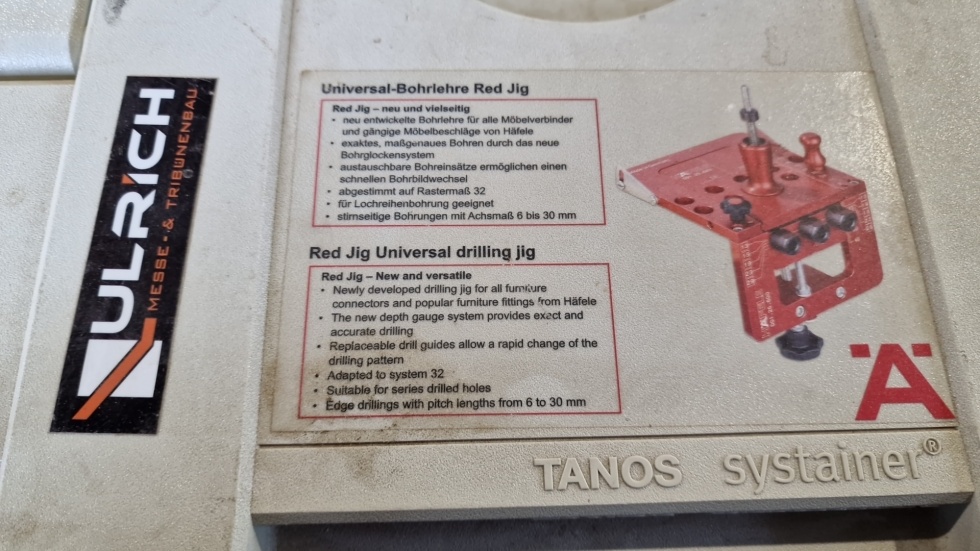 ULRICH
MESSE- & TRIBÜNENBAU
Universal-Bohrlehre Red Jig
Red Jig – neu und vielseitig
• neu entwickelte Bohrlehre für alle Möbelverbinder
und gängige Möbelbeschläge von Häfele
• exaktes, maßgenaues Bohren durch das neue
Bohrglockensystem
• austauschbare Bohreinsätze ermöglichen einen
schnellen Bohrbildwechsel
• abgestimmt auf Rastermaß 32
• für Lochreihenbohrung geeignet
• stirnseitige Bohrungen mit Achsmaß 6 bis 30 mm
Red Jig Universal drilling jig
Red Jig – New and versatile
• Newly developed drilling jig for all furniture
connectors and popular furniture fittings from Häfele
• The new depth gauge system provides exact and
accurate drilling
• Replaceable drill guides allow a rapid change of the
drilling pattern
• Adapted to system 32
• Suitable for series drilled holes
• Edge drillings with pitch lengths from 6 to 30 mm
Ä
TANOS systainer®